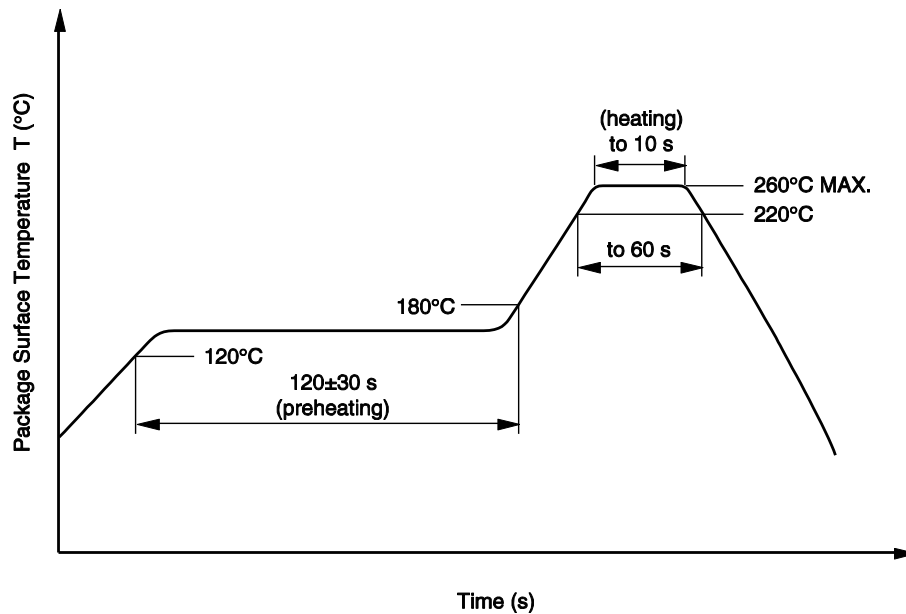 Package Surface Temperature T (°C)
(heating)
to 10 s
260°C MAX.
220°C
to 60 s
180°C
120°C
120±30 s
(preheating)
Time (s)